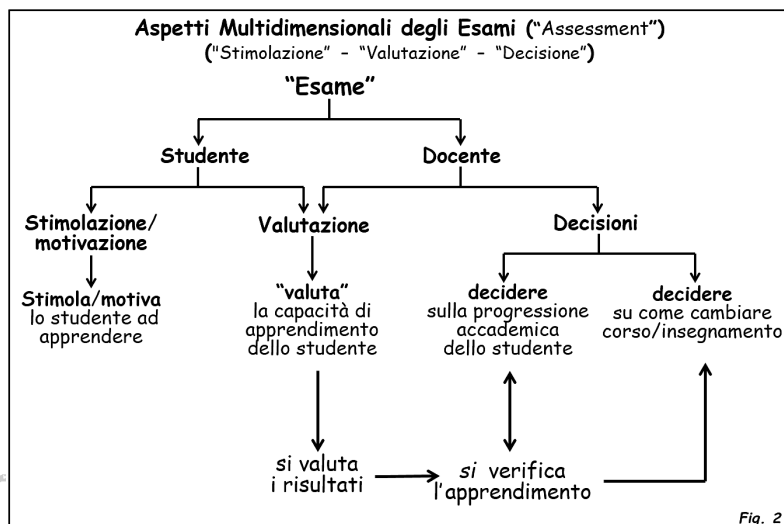 Aspetti Multidimensionali degli Esami (“Assessment”)
("Stimolazione” – “Valutazione” – “Decisione”)
“Esame”
Studente
Docente
Stimolazione/
motivazione
Valutazione
Decisioni
Stimola/motiva
lo studente ad
apprendere
“valuta”
la capacità di
apprendimento
dello studente
decidere
sulla progressione
accademica
dello studente
decidere
su come cambiare
corso/insegnamento
si valuta
i risultati
si verifica
l’apprendimento
Fig. 2